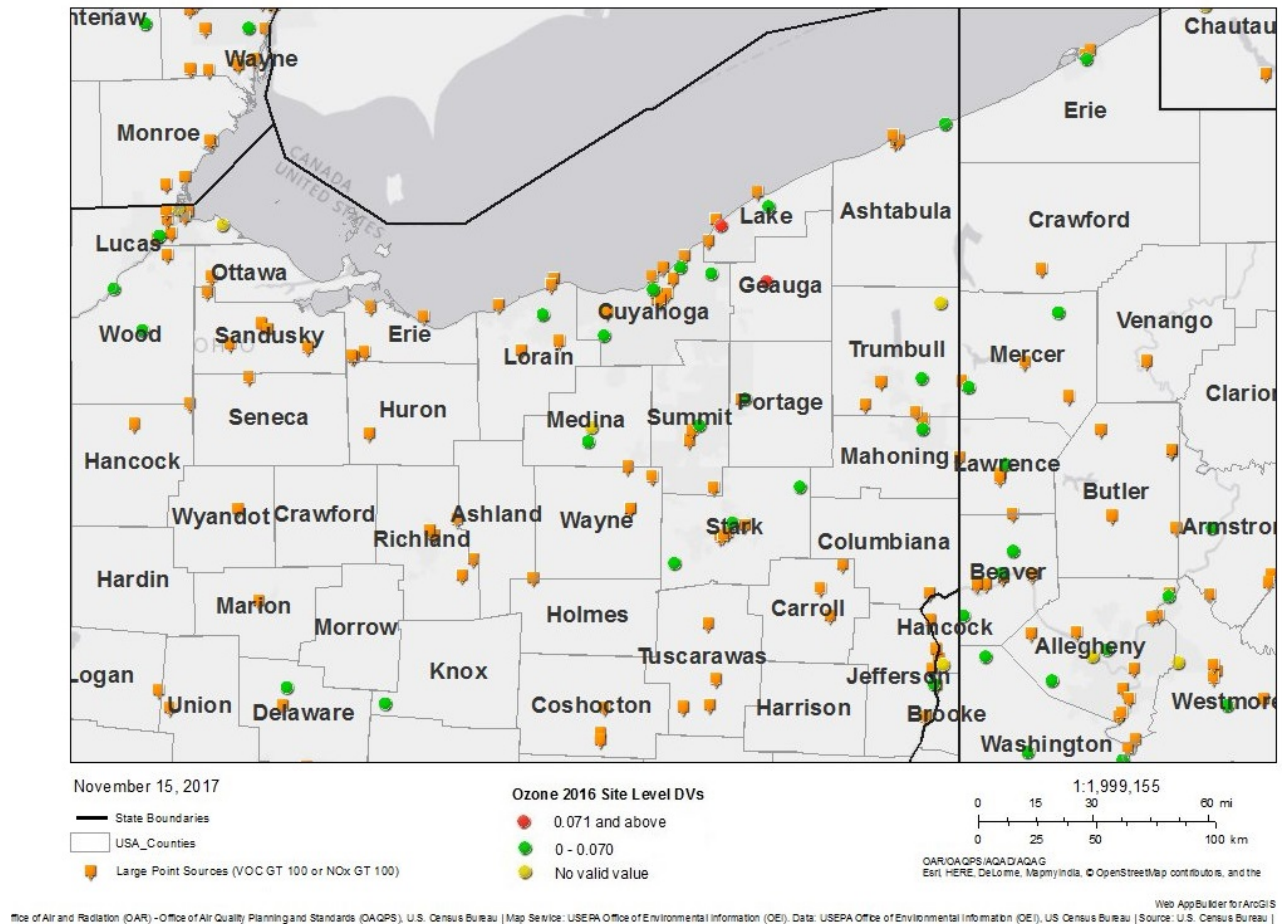 ntenaw
Wayne
Chautau
Monroe
Erie
CANADA
UNITED STATES
Lucas
Lake
Ashtabula
Crawford
Ottawa
Geauga
Wood
OHIO
Sandusky
Erie
Cuyahoga
Venango
Lorain
Trumbull
Mercer
Seneca
Huron
Medina
Summit
Portage
Clarion
Hancock
Mahoning
Lawrence
Butler
Wyandot
Crawford
Richland
Ashland
Wayne
Stark
Armstron
Columbiana
Hardin
Beaver
Marion
Morrow
Holmes
Carroll
Hancock
Allegheny
Logan
Knox
Tuscarawas
Jefferson
Union
Delaware
Coshocton
Harrison
Brooke
Westmore
Washington
November 15, 2017
State Boundaries
USA_Counties
Large Point Sources (VOC GT 100 or NOx GT 100)
Ozone 2016 Site Level DVs
0.071 and above
0 - 0.070
No valid value
1:1,999,155
0 15 30 60 mi
0 25 50 100 km
OAR/OAQPS/AQAD/AQAG
Esri, HERE, DeLorme, MapmyIndia, © OpenStreetMap contributors, and the
Web AppBuilder for ArcGIS
ffice of Air and Radiation (OAR) - Office of Air Quality Planning and Standards (OAQPS), U.S. Census Bureau | Map Service: USEPA Office of Environmental Information (OEI). Data: USEPA Office of Environmental Information (OEI), US Census Bureau | Source: U.S. Census Bureau |